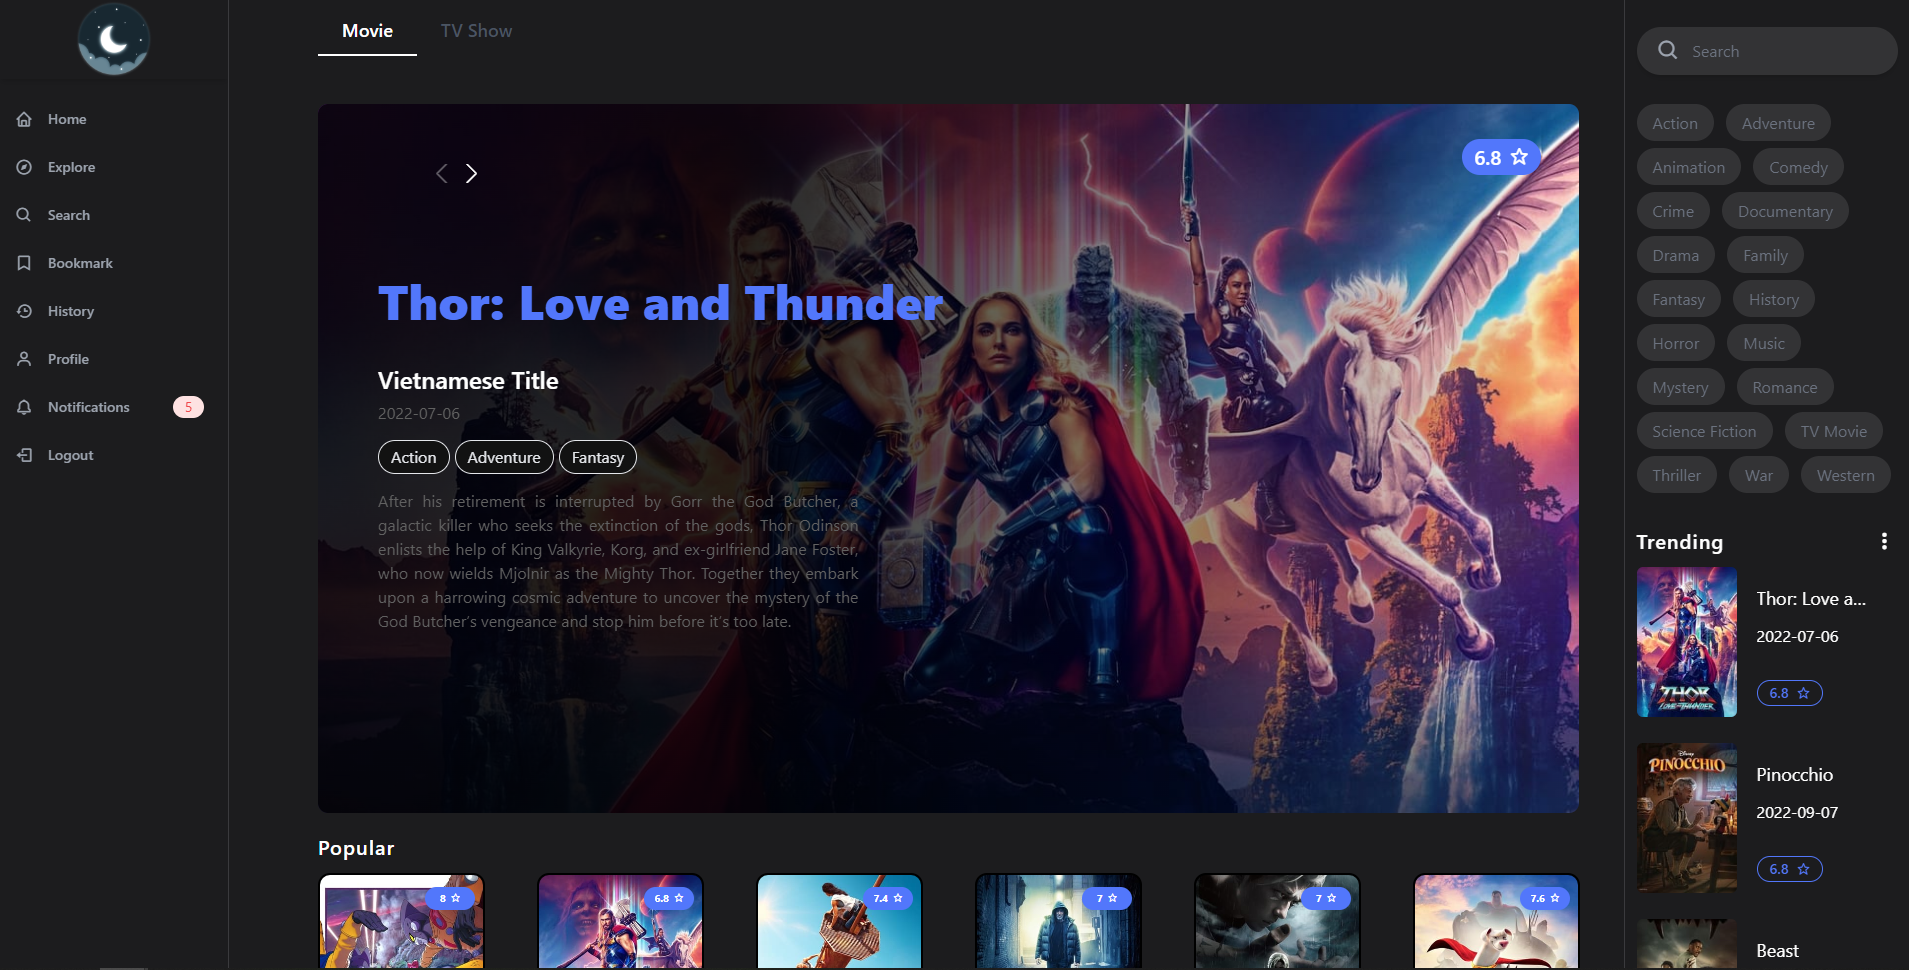 Home
Explore
Search
Bookmark
History
Profile
Notifications 5
Logout
Movie TV Show
6.8
Thor: Love and Thunder
Vietnamese Title
2022-07-06
Action Adventure Fantasy
After his retirement is interrupted by Gorr the God Butcher, a
galactic killer who seeks the extinction of the gods, Thor Odinson
enlists the help of King Valkyrie, Korg, and ex-girlfriend Jane Foster,
who now wields Mjolnir as the Mighty Thor. Together they embark
upon a harrowing cosmic adventure to uncover the mystery of the
God Butcher’s vengeance and stop him before it’s too late.
Popular
8 6.8 7.4 7 7 7.6
Search
Action Adventure
Animation Comedy
Crime Documentary
Drama Family
Fantasy History
Horror Music
Mystery Romance
Science Fiction TV Movie
Thriller War Western
Trending
THOR
LOVE AND THUNDER
Thor: Love a...
2022-07-06
6.8
Disney
PINOCCHIO
Pinocchio
2022-09-07
6.8
Beast